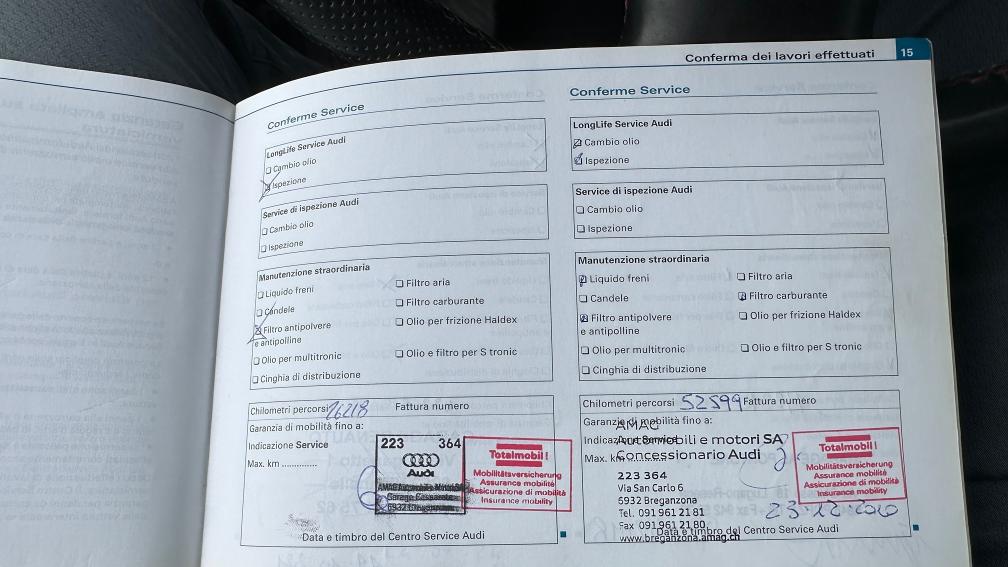 Conferma dei lavori effettuati 15
Conferme Service
LongLife Service Audi
Cambio olio
Ispezione
Service di ispezione Audi
Cambio olio
Ispezione
Manutenzione straordinaria
Liquido freni
Candele
Filtro antipolvere
e antipolline
Olio per multitronic
Cinghia di distribuzione
Filtro aria
Filtro carburante
Olio per frizione Haldex
Olio e filtro per S tronic
Chilometri percorsi 26218 Fattura numero
Garanzia di mobilità fino a:
Indicazione Service
Max. km .............
223 364
Audi
Totalmobil!
Mobilitätsversicherung
Assurance mobilité
Assicurazione di mobilità
Insurance mobility
Data e timbro del Centro Service Audi
Conferme Service
LongLife Service Audi
Cambio olio
Ispezione
Service di ispezione Audi
Cambio olio
Ispezione
Manutenzione straordinaria
Liquido freni
Candele
Filtro antipolvere
e antipolline
Olio per multitronic
Cinghia di distribuzione
Filtro aria
Filtro carburante
Olio per frizione Haldex
Olio e filtro per S tronic
Chilometri percorsi 52599 Fattura numero
Garanzia di mobilità fino a:
Indicazione Service
Max. km
AMAG
Automobili e motori SA
Concessionario Audi
223 364
Via San Carlo 6
6932 Breganzona
Tel. 091 961 21 81
Fax 091 961 21 80
www.breganzona.amag.ch
Totalmobil!
Mobilitätsversicherung
Assurance mobilité
Assicurazione di mobilità
Insurance mobility
Data e timbro del Centro Service Audi